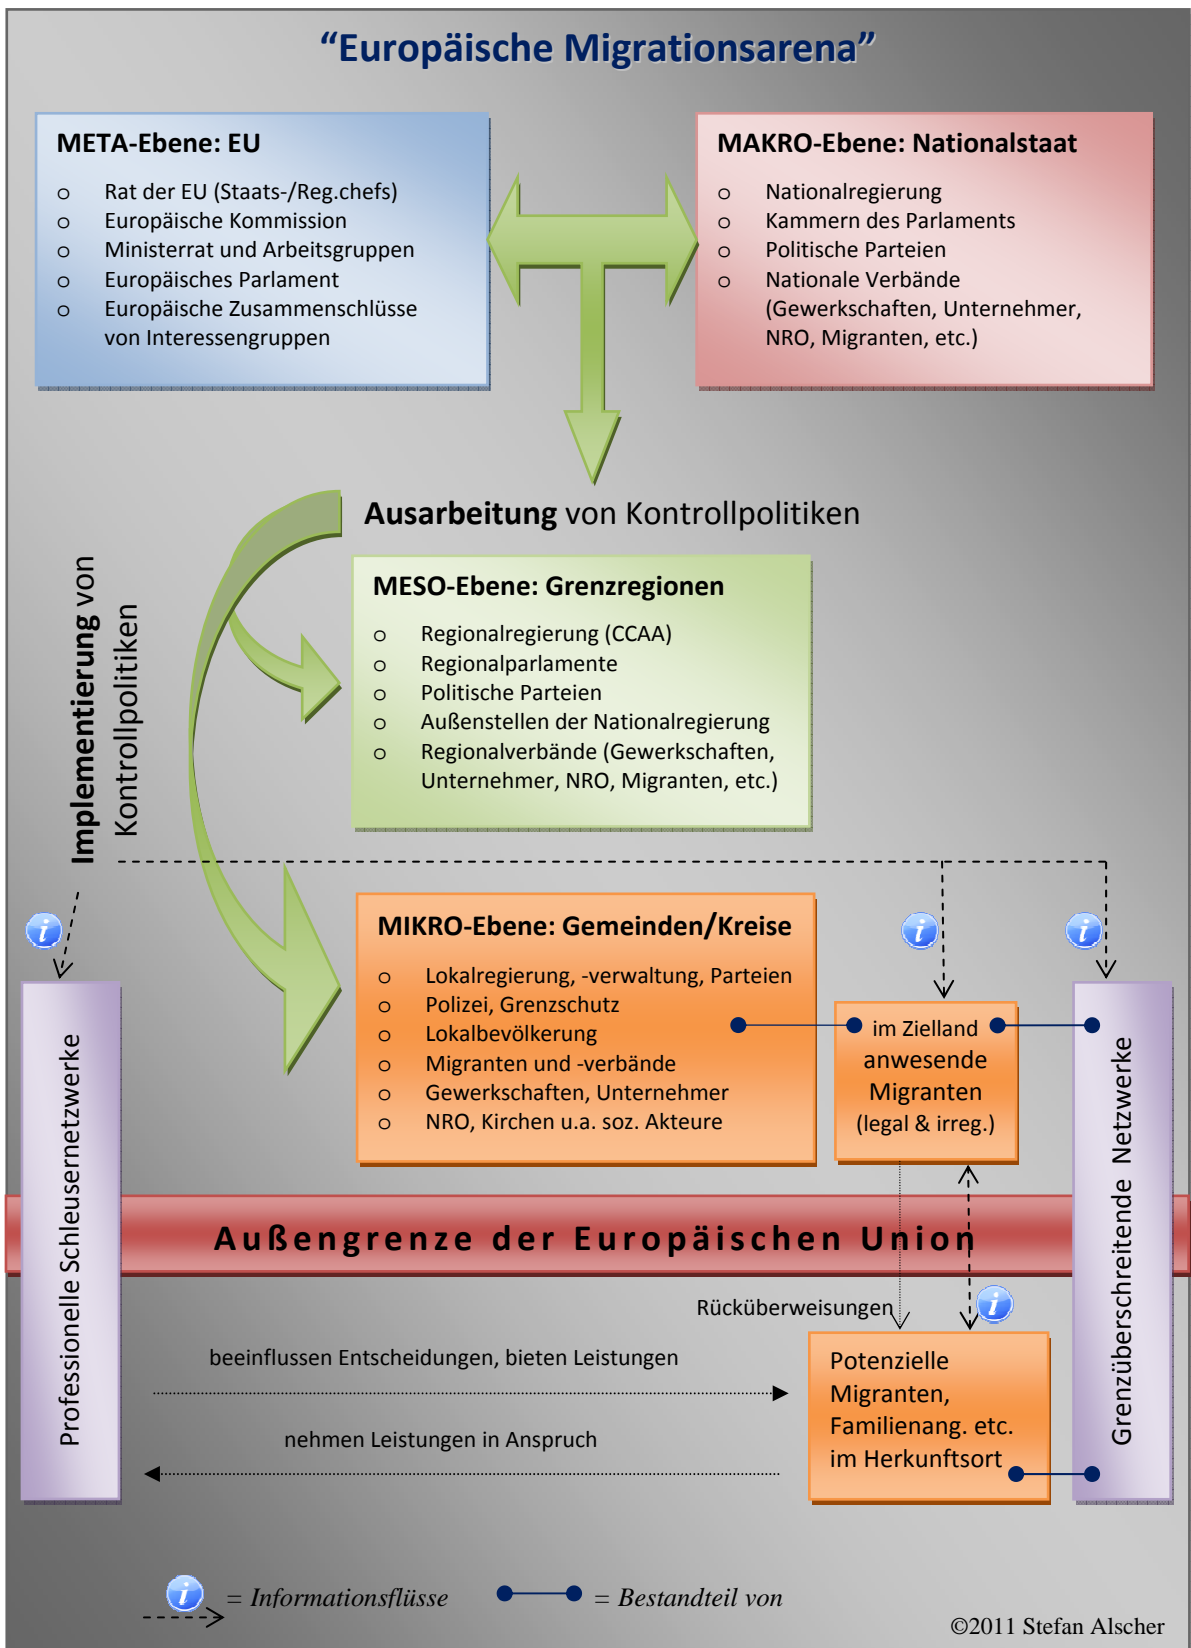 “Europäische Migrationsarena”
META-Ebene: EU
o Rat der EU (Staats-/Reg.chefs)
o Europäische Kommission
o Ministerrat und Arbeitsgruppen
o Europäisches Parlament
o Europäische Zusammenschlüsse
von Interessengruppen
MAKRO-Ebene: Nationalstaat
o Nationalregierung
o Kammern des Parlaments
o Politische Parteien
o Nationale Verbände
(Gewerkschaften, Unternehmer,
NRO, Migranten, etc.)
Ausarbeitung von Kontrollpolitiken
Implementierung von
Kontrollpolitiken
MESO-Ebene: Grenzregionen
o Regionalregierung (CCAA)
o Regionalparlamente
o Politische Parteien
o Außenstellen der Nationalregierung
o Regionalverbände (Gewerkschaften,
Unternehmer, NRO, Migranten, etc.)
i
i
i
MIKRO-Ebene: Gemeinden/Kreise
o Lokalregierung, -verwaltung, Parteien
o Polizei, Grenzschutz
o Lokalbevölkerung
o Migranten und -verbände
o Gewerkschaften, Unternehmer
o NRO, Kirchen u.a. soz. Akteure
im Zielland
anwesende
Migranten
(legal & irreg.)
Professionelle Schleusernetzwerke
Grenzüberschreitende Netzwerke
Außengrenze der Europäischen Union
Rücküberweisungen
i
beeinflussen Entscheidungen, bieten Leistungen
nehmen Leistungen in Anspruch
Potenzielle
Migranten,
Familienang. etc.
im Herkunftsort
i = Informationsflüsse
= Bestandteil von
©2011 Stefan Alscher